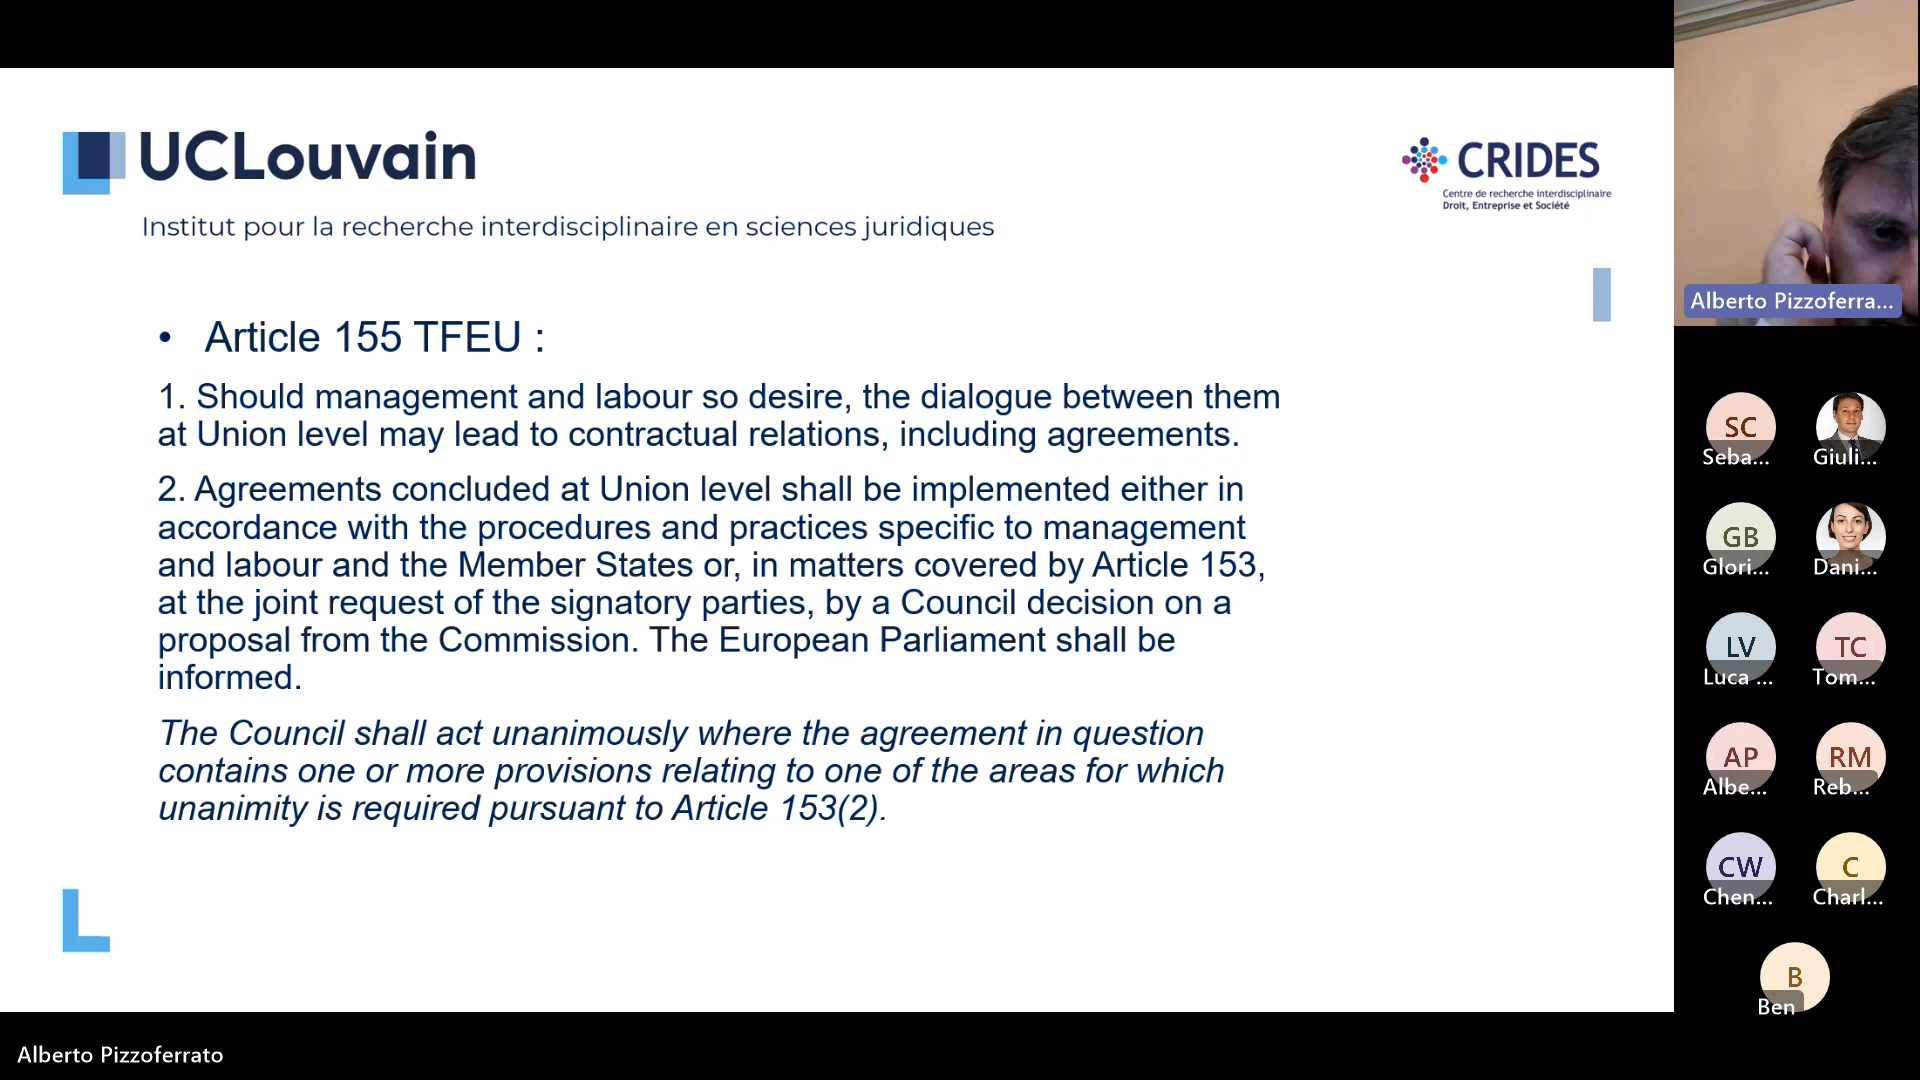 UCLouvain
Institut pour la recherche interdisciplinaire en sciences juridiques
CRIDES
Centre de recherche interdisciplinaire
Droit, Entreprise et Société
• Article 155 TFEU :
1. Should management and labour so desire, the dialogue between them
at Union level may lead to contractual relations, including agreements.
2. Agreements concluded at Union level shall be implemented either in
accordance with the procedures and practices specific to management
and labour and the Member States or, in matters covered by Article 153,
at the joint request of the signatory parties, by a Council decision on a
proposal from the Commission. The European Parliament shall be
informed.
The Council shall act unanimously where the agreement in question
contains one or more provisions relating to one of the areas for which
unanimity is required pursuant to Article 153(2).
Alberto Pizzoferra...
SC
Seba...
Giuli...
GB
Glori...
Dani...
LV
Luca ...
TC
Tom...
AP
Albe...
RM
Reb...
CW
Chen...
C
Charl...
B
Ben
Alberto Pizzoferrato